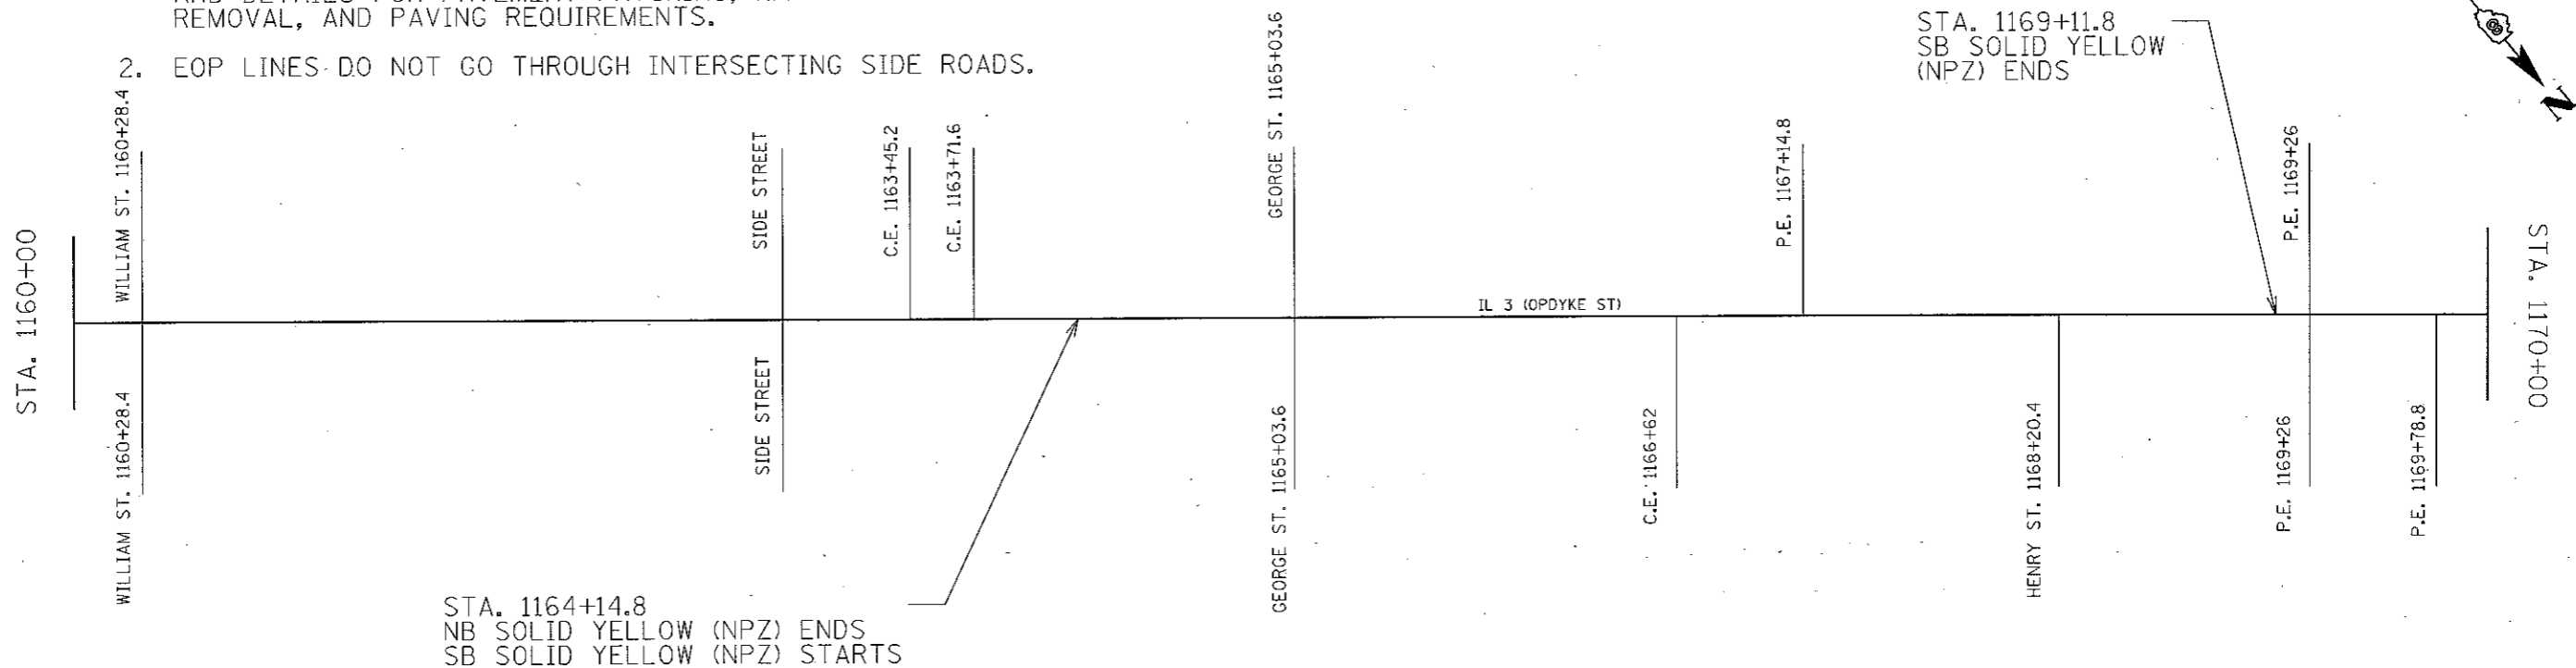 REMOVAL, AND PAVING REQUIREMENTS.
2. EOP LINES DO NOT GO THROUGH INTERSECTING SIDE ROADS.
STA. 1169+11.8
SB SOLID YELLOW
(NPZ) ENDS
N
STA. 1160+00
WILLIAM ST. 1160+28.4
SIDE STREET
C.E. 1163+45.2
C.E. 1163+71.6
GEORGE ST. 1165+03.6
P.E. 1167+14.8
P.E. 1169+26
STA. 1170+00
IL 3 (OPDYKE ST)
WILLIAM ST. 1160+28.4
SIDE STREET
GEORGE ST. 1165+03.6
C.E. 1166+62
HENRY ST. 1168+20.4
P.E. 1169+26
P.E. 1169+78.8
STA. 1164+14.8
NB SOLID YELLOW (NPZ) ENDS
SB SOLID YELLOW (NPZ) STARTS